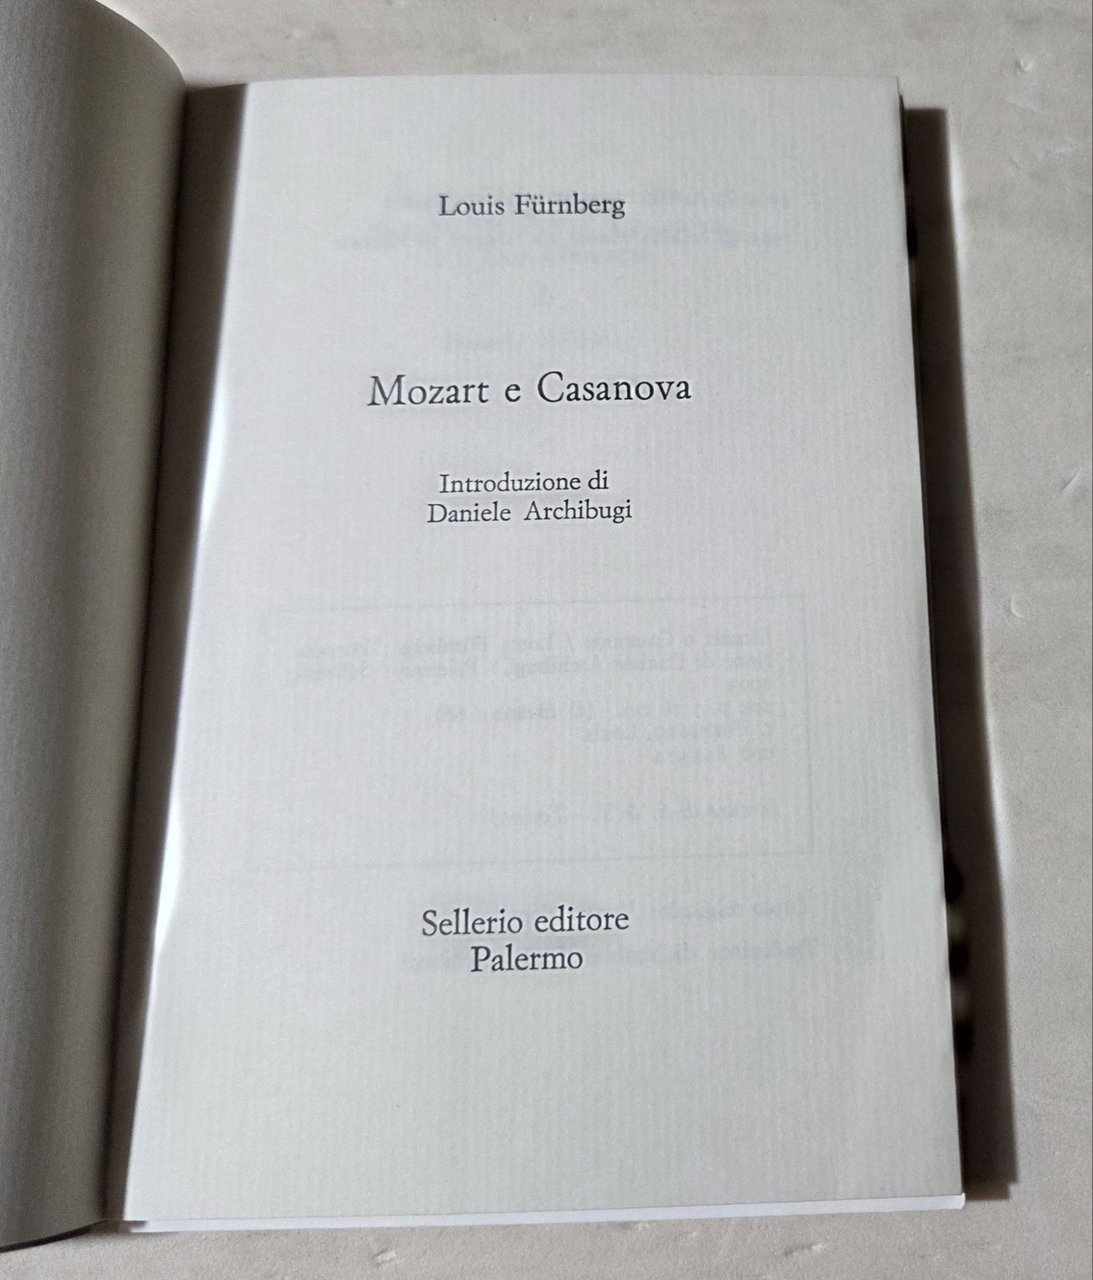 Louis Fürnberg
Mozart e Casanova
Introduzione di
Daniele Archibugi
Sellerio editore
Palermo